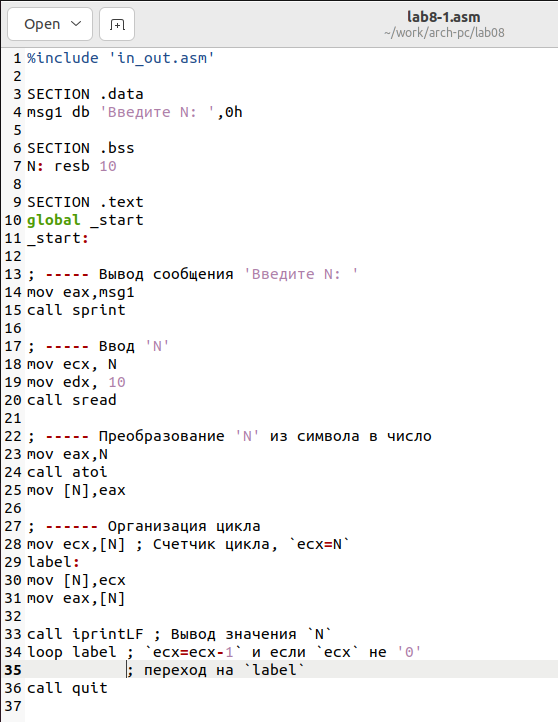 Open
lab8-1.asm
~/work/arch-pc/lab08
1 %include 'in_out.asm'
2
3 SECTION .data
4 msg1 db 'Введите N: ',0h
5
6 SECTION .bss
7 N: resb 10
8
9 SECTION .text
10 global _start
11 _start:
12
13 ; ----- Вывод сообщения 'Введите N: '
14 mov eax,msg1
15 call sprint
16
17 ; ----- Ввод 'N'
18 mov ecx, N
19 mov edx, 10
20 call sread
21
22 ; ----- Преобразование 'N' из символа в число
23 mov eax,N
24 call atoi
25 mov [N],eax
26
27 ; ------ Организация цикла
28 mov ecx,[N] ; Счетчик цикла, `ecx=N`
29 label:
30 mov [N],ecx
31 mov eax,[N]
32
33 call iprintLF ; Вывод значения `N`
34 loop label ; `ecx=ecx-1` и если `ecx` не '0'
35            ; переход на `label`
36 call quit
37